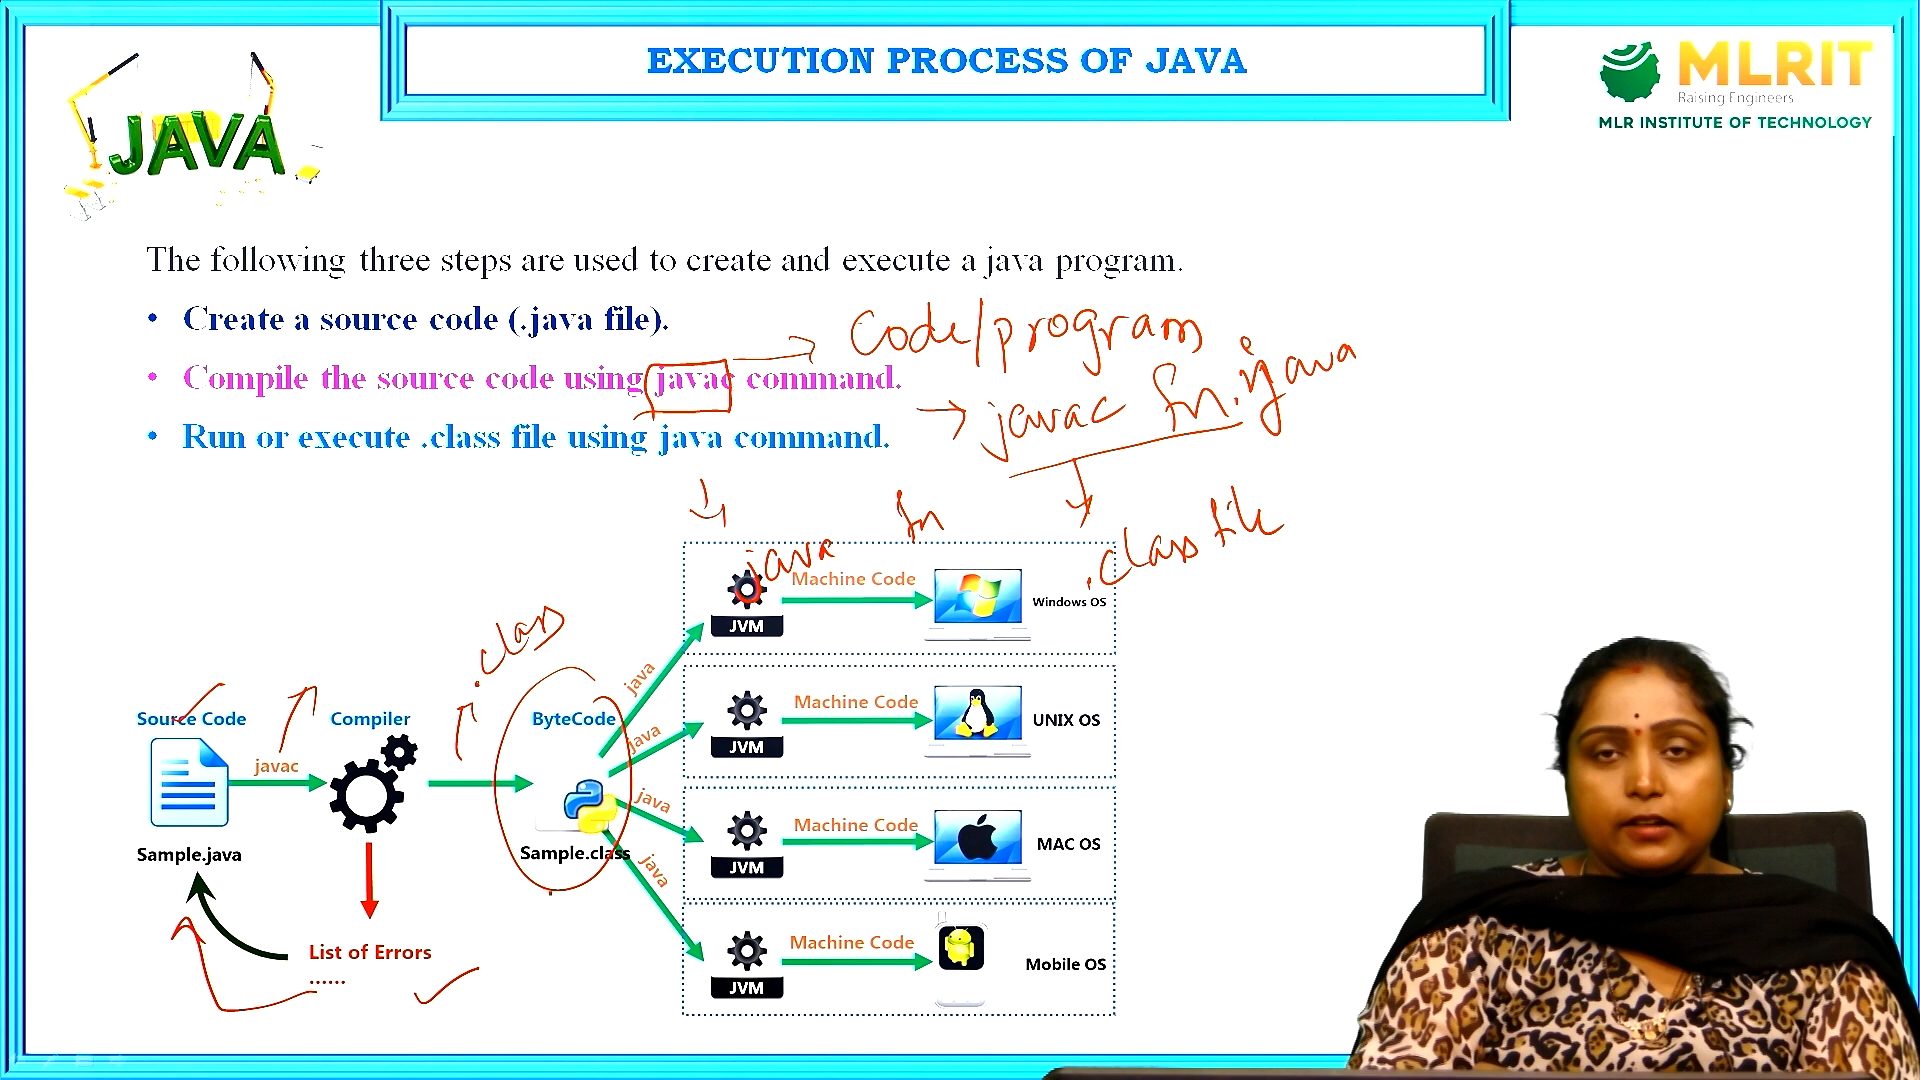 EXECUTION PROCESS OF JAVA
MLRIT
Raising Engineers
MLR INSTITUTE OF TECHNOLOGY
JAVA
The following three steps are used to create and execute a java program.
• Create a source code (.java file).
• Compile the source code using javac command.
• Run or execute .class file using java command.
Code/program
javac fn.java
.class file
java fn
.class
Source Code
javac
Compiler
ByteCode
Sample.java
Sample.class
List of Errors
......
java
java
java
java
JVM
Machine Code
Windows OS
JVM
Machine Code
UNIX OS
JVM
Machine Code
MAC OS
JVM
Machine Code
Mobile OS